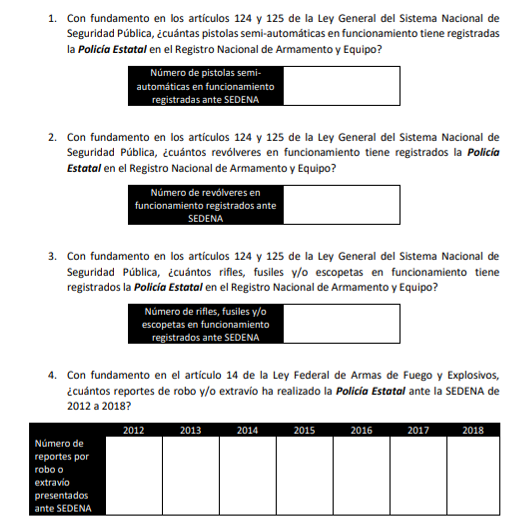 1. Con fundamento en los artículos 124 y 125 de la Ley General del Sistema Nacional de
Seguridad Pública, ¿cuántas pistolas semi-automáticas en funcionamiento tiene registradas
la Policía Estatal en el Registro Nacional de Armamento y Equipo?
Número de pistolas semi-
automáticas en funcionamiento
registradas ante SEDENA
2. Con fundamento en los artículos 124 y 125 de la Ley General del Sistema Nacional de
Seguridad Pública, ¿cuántos revólveres en funcionamiento tiene registrados la Policía
Estatal en el Registro Nacional de Armamento y Equipo?
Número de revólveres en
funcionamiento registrados ante
SEDENA
3. Con fundamento en los artículos 124 y 125 de la Ley General del Sistema Nacional de
Seguridad Pública, ¿cuántos rifles, fusiles y/o escopetas en funcionamiento tiene
registrados la Policía Estatal en el Registro Nacional de Armamento y Equipo?
Número de rifles, fusiles y/o
escopetas en funcionamiento
registrados ante SEDENA
4. Con fundamento en el artículo 14 de la Ley Federal de Armas de Fuego y Explosivos,
¿cuántos reportes de robo y/o extravío ha realizado la Policía Estatal ante la SEDENA de
2012 a 2018?
2012 2013 2014 2015 2016 2017 2018
Número de
reportes por
robo o
extravío
presentados
ante SEDENA